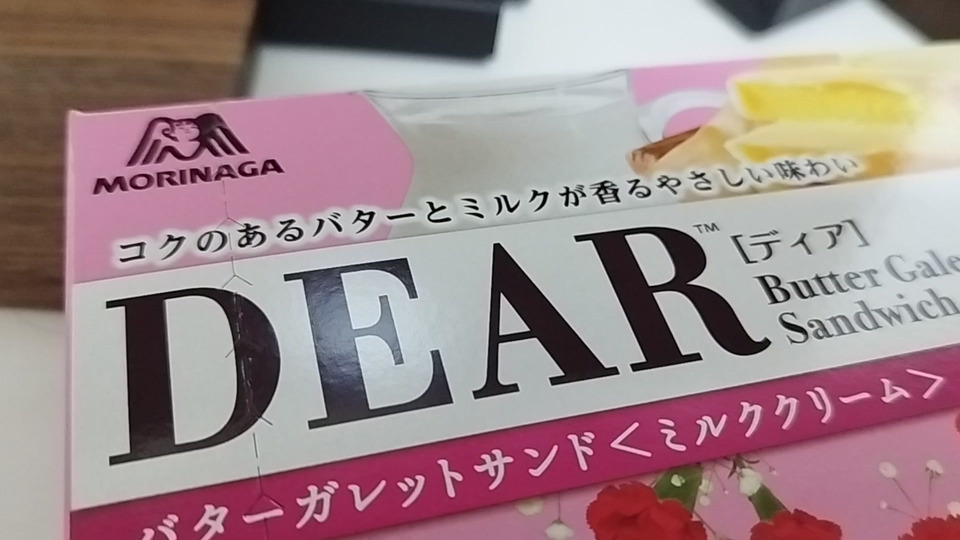 MORINAGA
コクのあるバターとミルクが香るやさしい味わい
DEAR™
[ディア]
Butter Gale
Sandwich
バターガレットサンド<ミルククリーム>